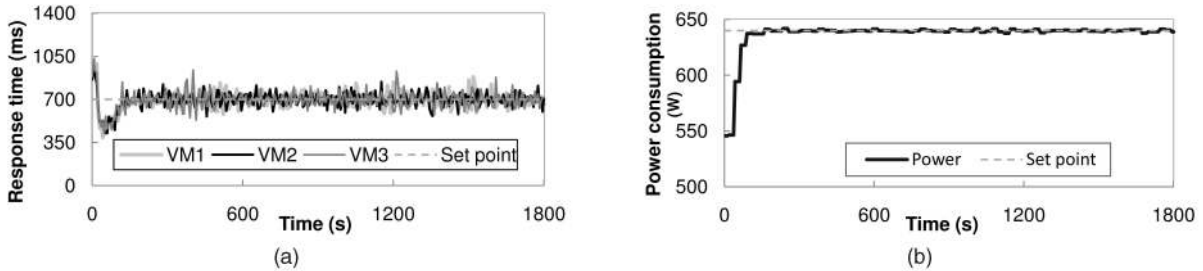 Response time (ms)
1400
1050
700
350
0
VM1 VM2 VM3 Set point
0 600 1200 1800
Time (s)
(a)
Power consumption
(W)
650
600
550
500
Power Set point
0 600 1200 1800
Time (s)
(b)